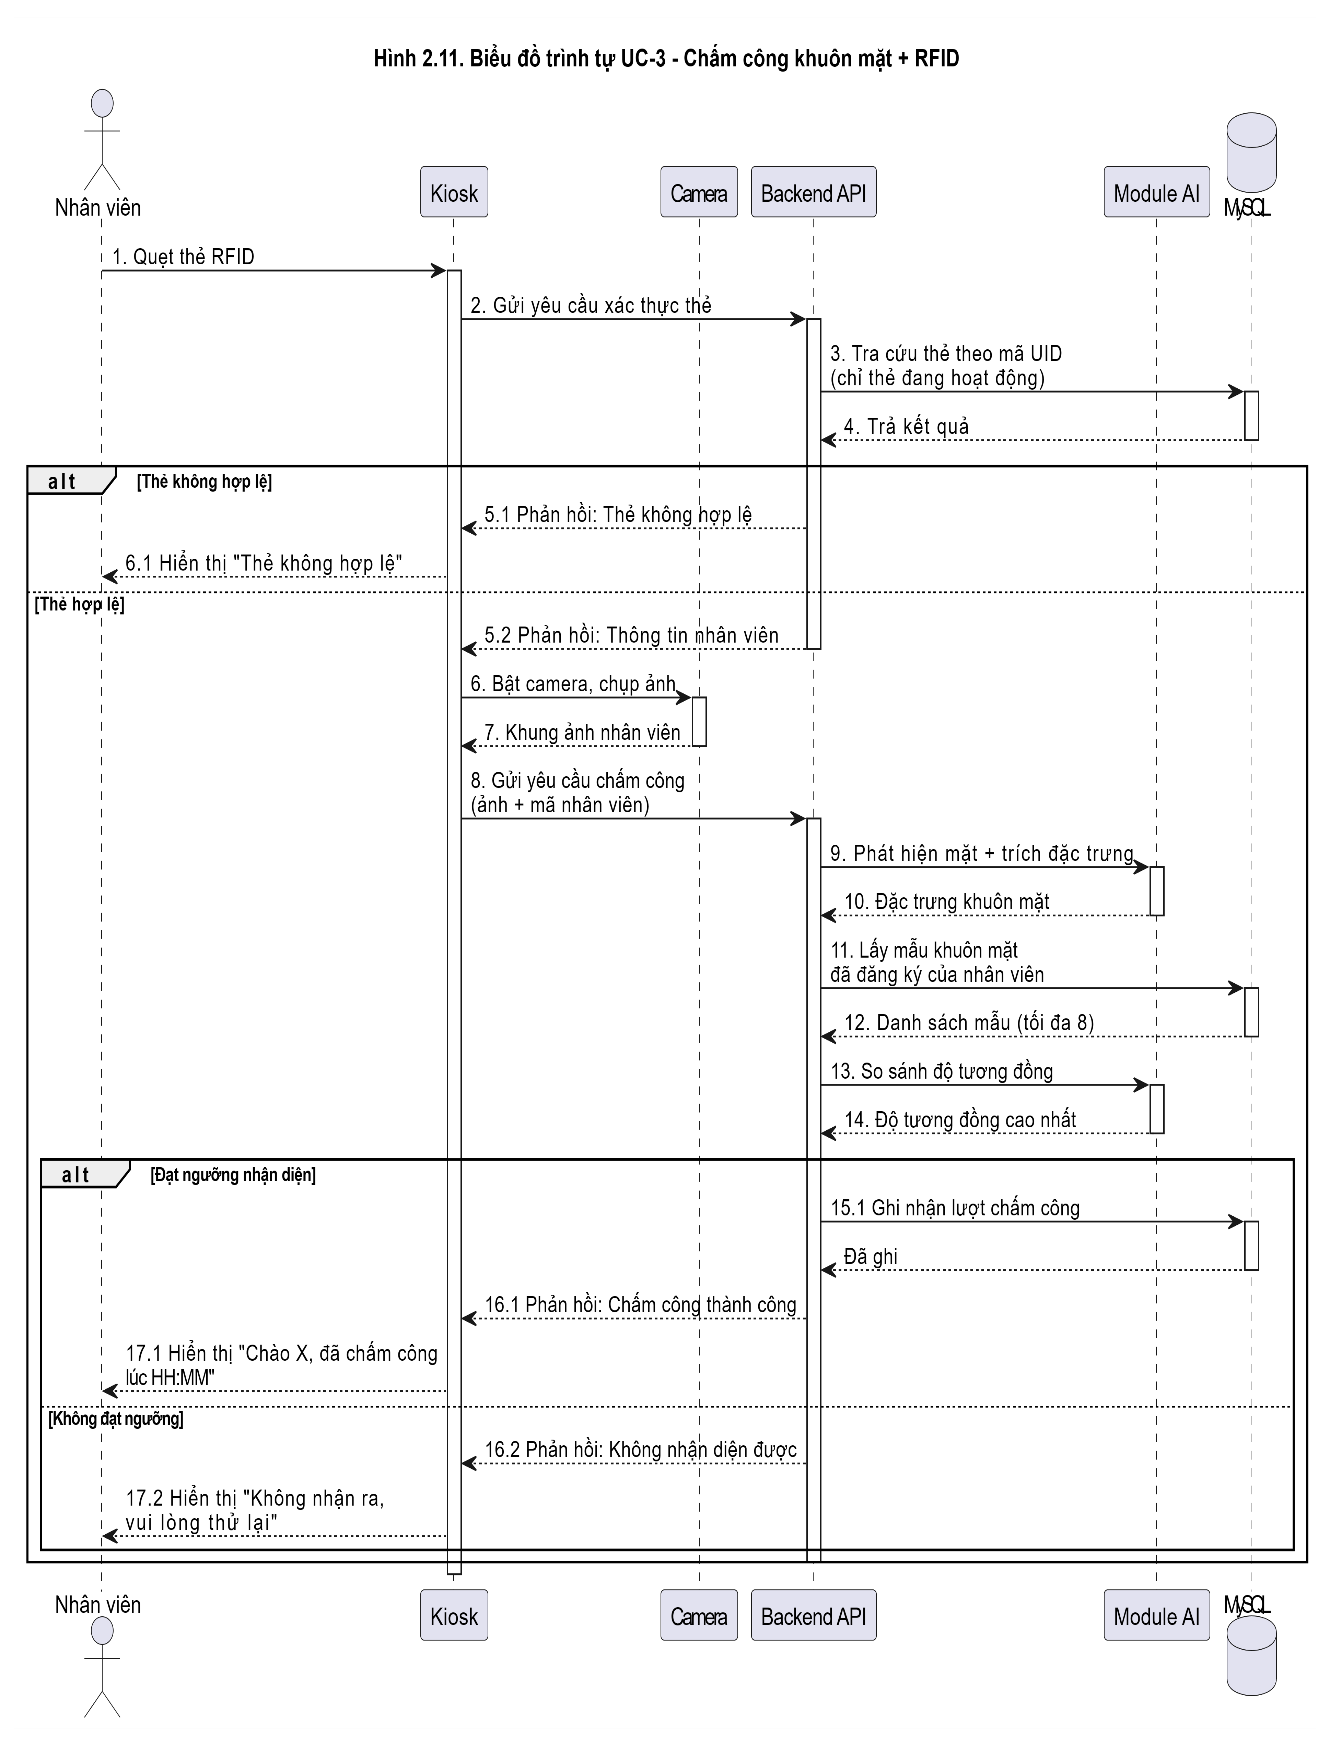 Hình 2.11. Biểu đồ trình tự UC-3 - Chấm công khuôn mặt + RFID
Nhân viên
Kiosk
Camera
Backend API
Module AI
MySQL
1. Quẹt thẻ RFID
2. Gửi yêu cầu xác thực thẻ
3. Tra cứu thẻ theo mã UID
(chỉ thẻ đang hoạt động)
4. Trả kết quả
alt
[Thẻ không hợp lệ]
5.1 Phản hồi: Thẻ không hợp lệ
6.1 Hiển thị "Thẻ không hợp lệ"
[Thẻ hợp lệ]
5.2 Phản hồi: Thông tin nhân viên
6. Bật camera, chụp ảnh
7. Khung ảnh nhân viên
8. Gửi yêu cầu chấm công
(ảnh + mã nhân viên)
9. Phát hiện mặt + trích đặc trưng
10. Đặc trưng khuôn mặt
11. Lấy mẫu khuôn mặt
đã đăng ký của nhân viên
12. Danh sách mẫu (tối đa 8)
13. So sánh độ tương đồng
14. Độ tương đồng cao nhất
alt
[Đạt ngưỡng nhận diện]
15.1 Ghi nhận lượt chấm công
Đã ghi
16.1 Phản hồi: Chấm công thành công
17.1 Hiển thị "Chào X, đã chấm công
lúc HH:MM"
[Không đạt ngưỡng]
16.2 Phản hồi: Không nhận diện được
17.2 Hiển thị "Không nhận ra,
vui lòng thử lại"
Nhân viên
Kiosk
Camera
Backend API
Module AI
MySQL